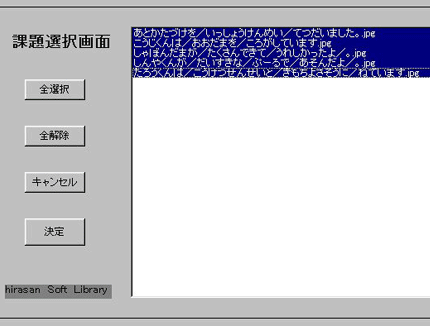 課題選択画面
全選択
全解除
キャンセル
決定
hirasan Soft Library
あとかたづけを／いっしょうけんめい／てつだいました。.jpg
こうじくんは／おおだまを／ころがしています.jpg
しゃぼんだまが／たくさんできて／うれしかったよ／。.jpg
しんやくんが／だいすきな／ぷーるで／あそんだよ／。.jpg
たろうくんは／こうけつせんせいと／きもちよさそうに／ねています.jpg